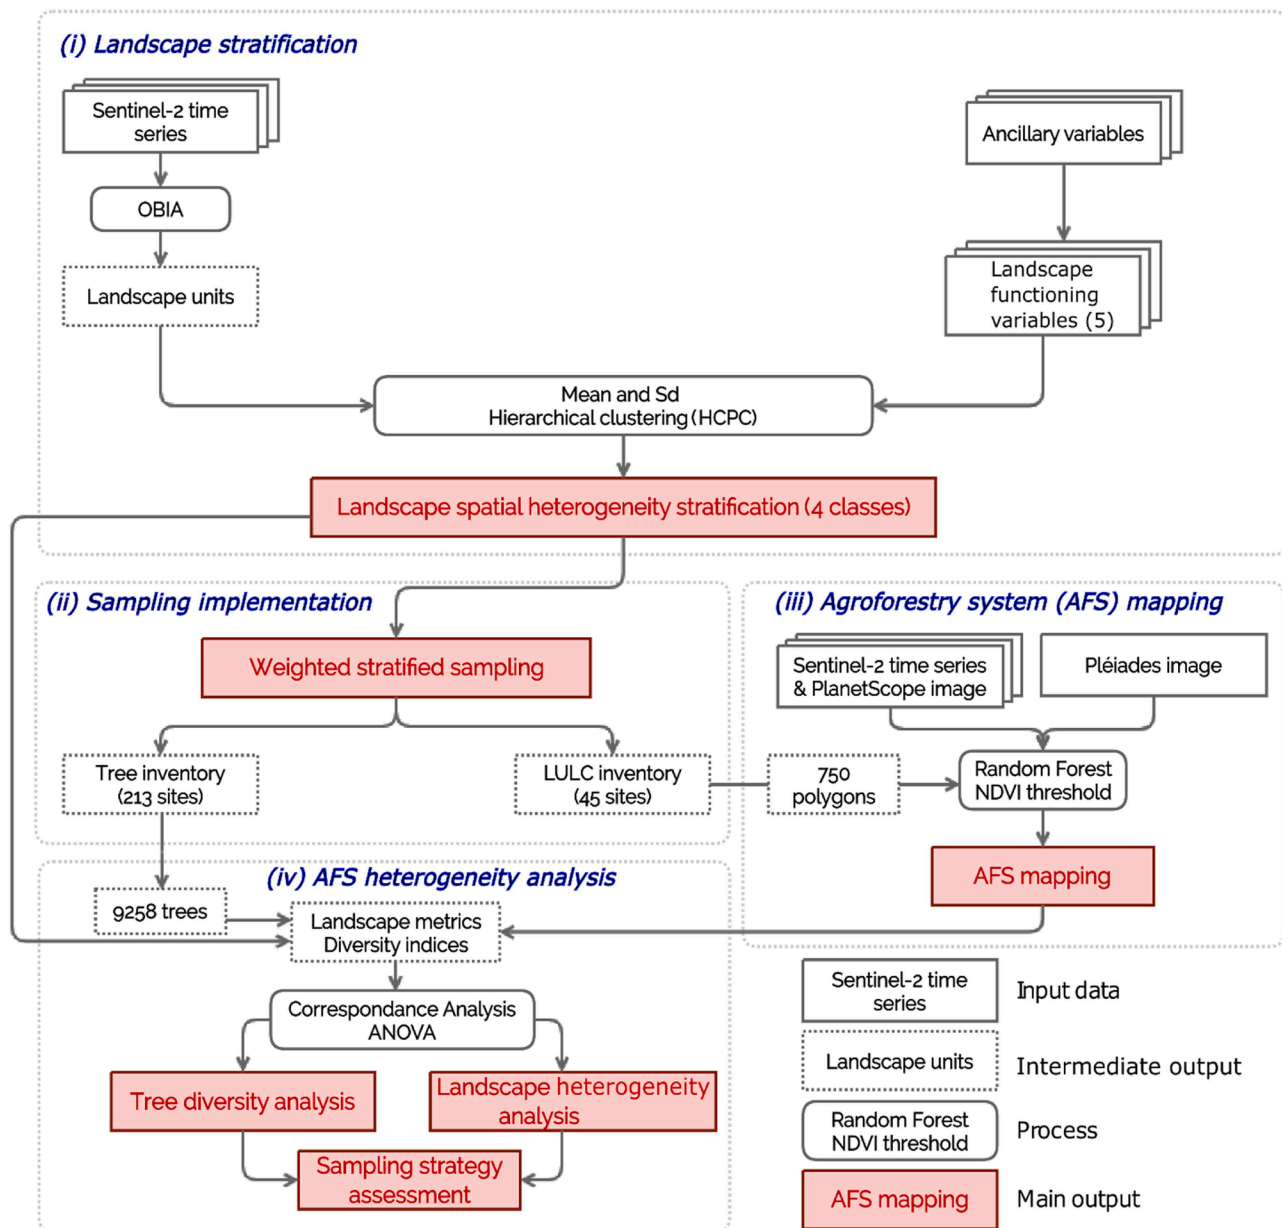 (i) Landscape stratification
Sentinel-2 time
series
Ancillary variables
OBIA
Landscape units
Landscape
functioning
variables (5)
Mean and Sd
Hierarchical clustering (HCPC)
Landscape spatial heterogeneity stratification (4 classes)
(ii) Sampling implementation
Weighted stratified sampling
Tree inventory
(213 sites)
LULC inventory
(45 sites)
(iii) Agroforestry system (AFS) mapping
Sentinel-2 time series
& PlanetScope image
Pléiades image
750
polygons
Random Forest
NDVI threshold
AFS mapping
(iv) AFS heterogeneity analysis
9258 trees
Landscape metrics
Diversity indices
Correspondance Analysis
ANOVA
Tree diversity analysis
Landscape heterogeneity
analysis
Sampling strategy
assessment
Sentinel-2 time
series
Input data
Landscape units
Intermediate output
Random Forest
NDVI threshold
Process
AFS mapping
Main output